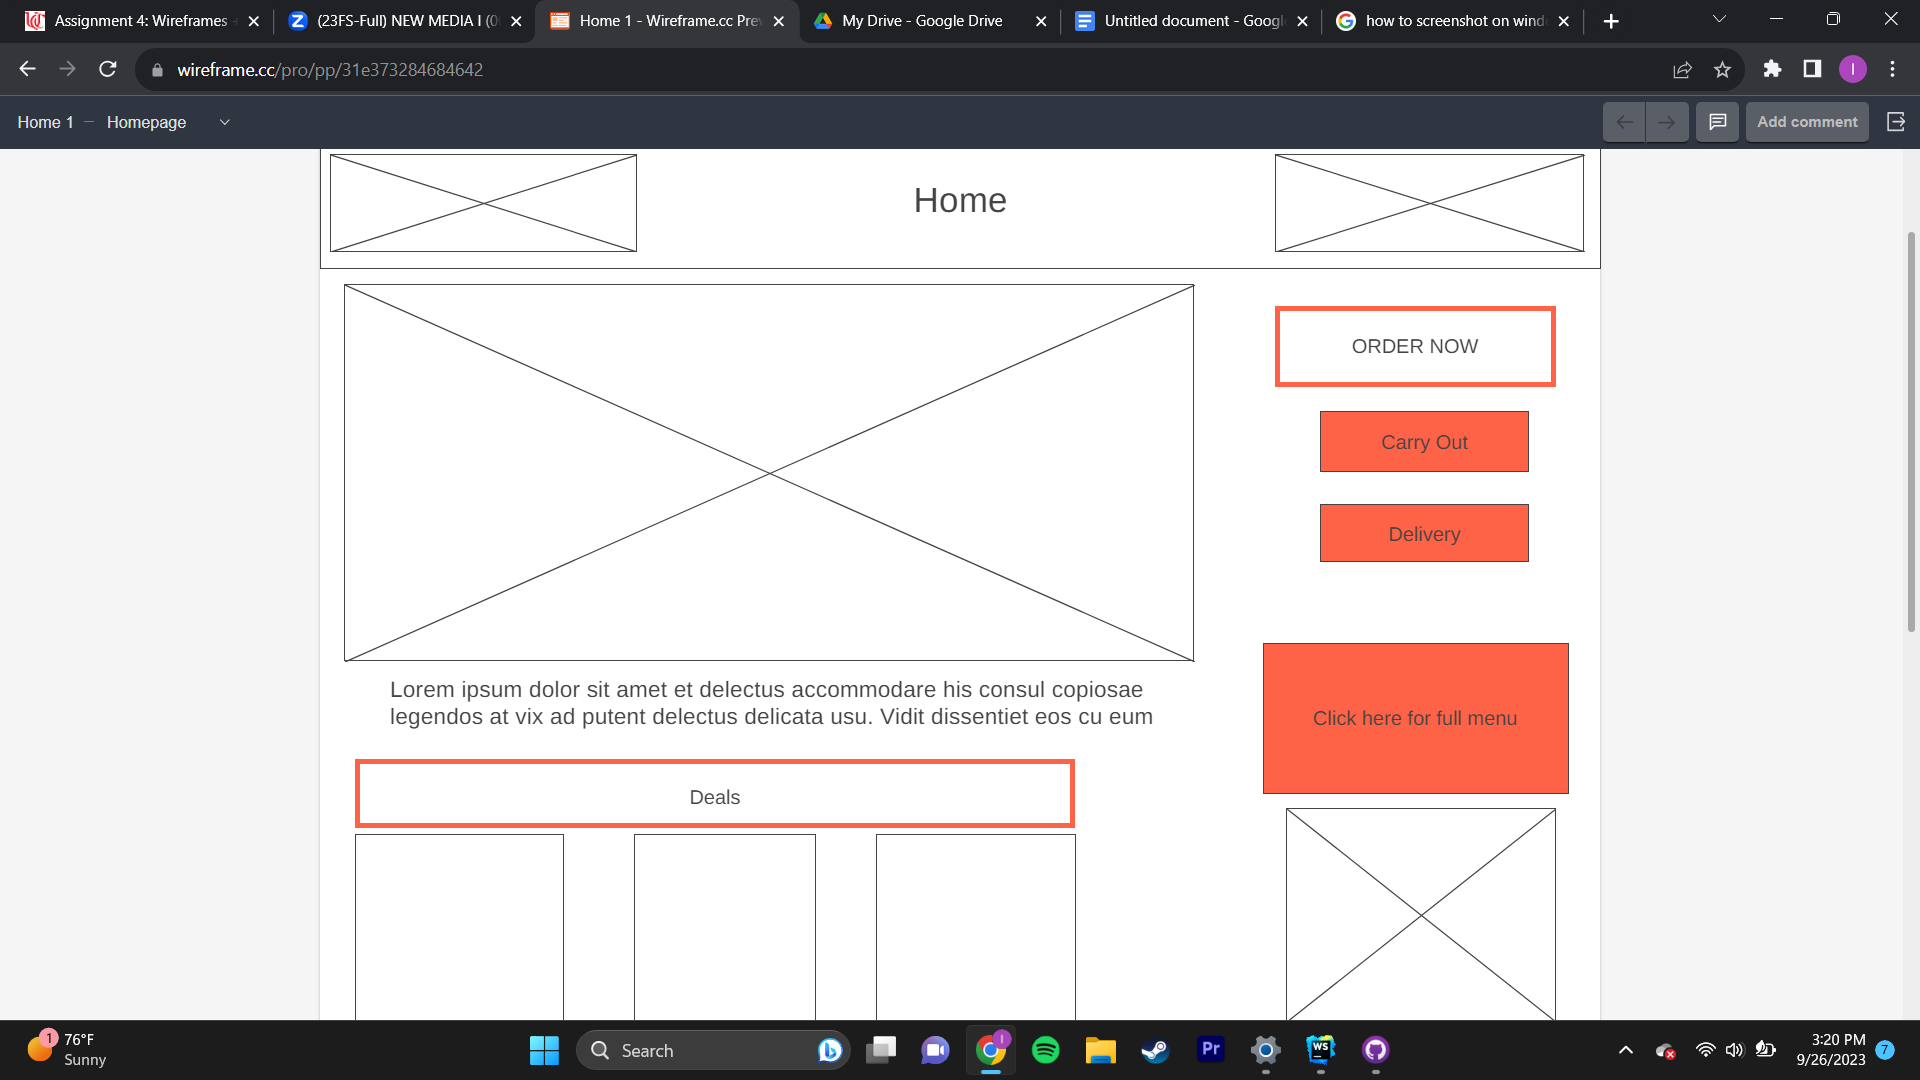 Assignment 4: Wireframes
(23FS-Full) NEW MEDIA I
Home 1 - Wireframe.cc Prev
My Drive - Google Drive
Untitled document - Google
how to screenshot on wind
I
wireframe.cc/pro/pp/31e373284684642
Home 1 – Homepage
Add comment
Home
ORDER NOW
Carry Out
Delivery
Lorem ipsum dolor sit amet et delectus accommodare his consul copiosae
legendos at vix ad putent delectus delicata usu. Vidit dissentiet eos cu eum
Click here for full menu
Deals
1
76°F
Sunny
Search
I
Pr
WS
3:20 PM
9/26/2023
7